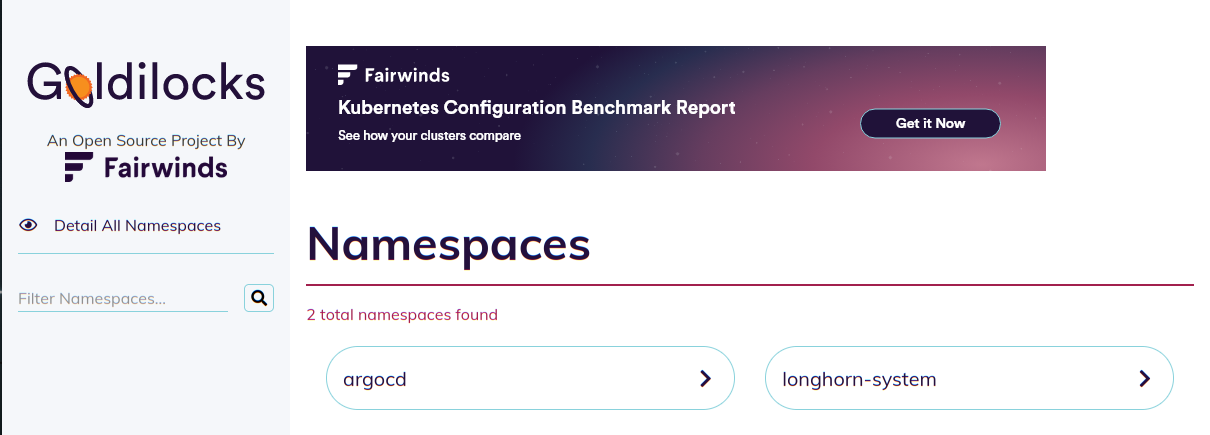 Goldilocks
An Open Source Project By
Fairwinds
Detail All Namespaces
Filter Namespaces...
Fairwinds
Kubernetes Configuration Benchmark Report
See how your clusters compare
Get it Now
Namespaces
2 total namespaces found
argocd
longhorn-system